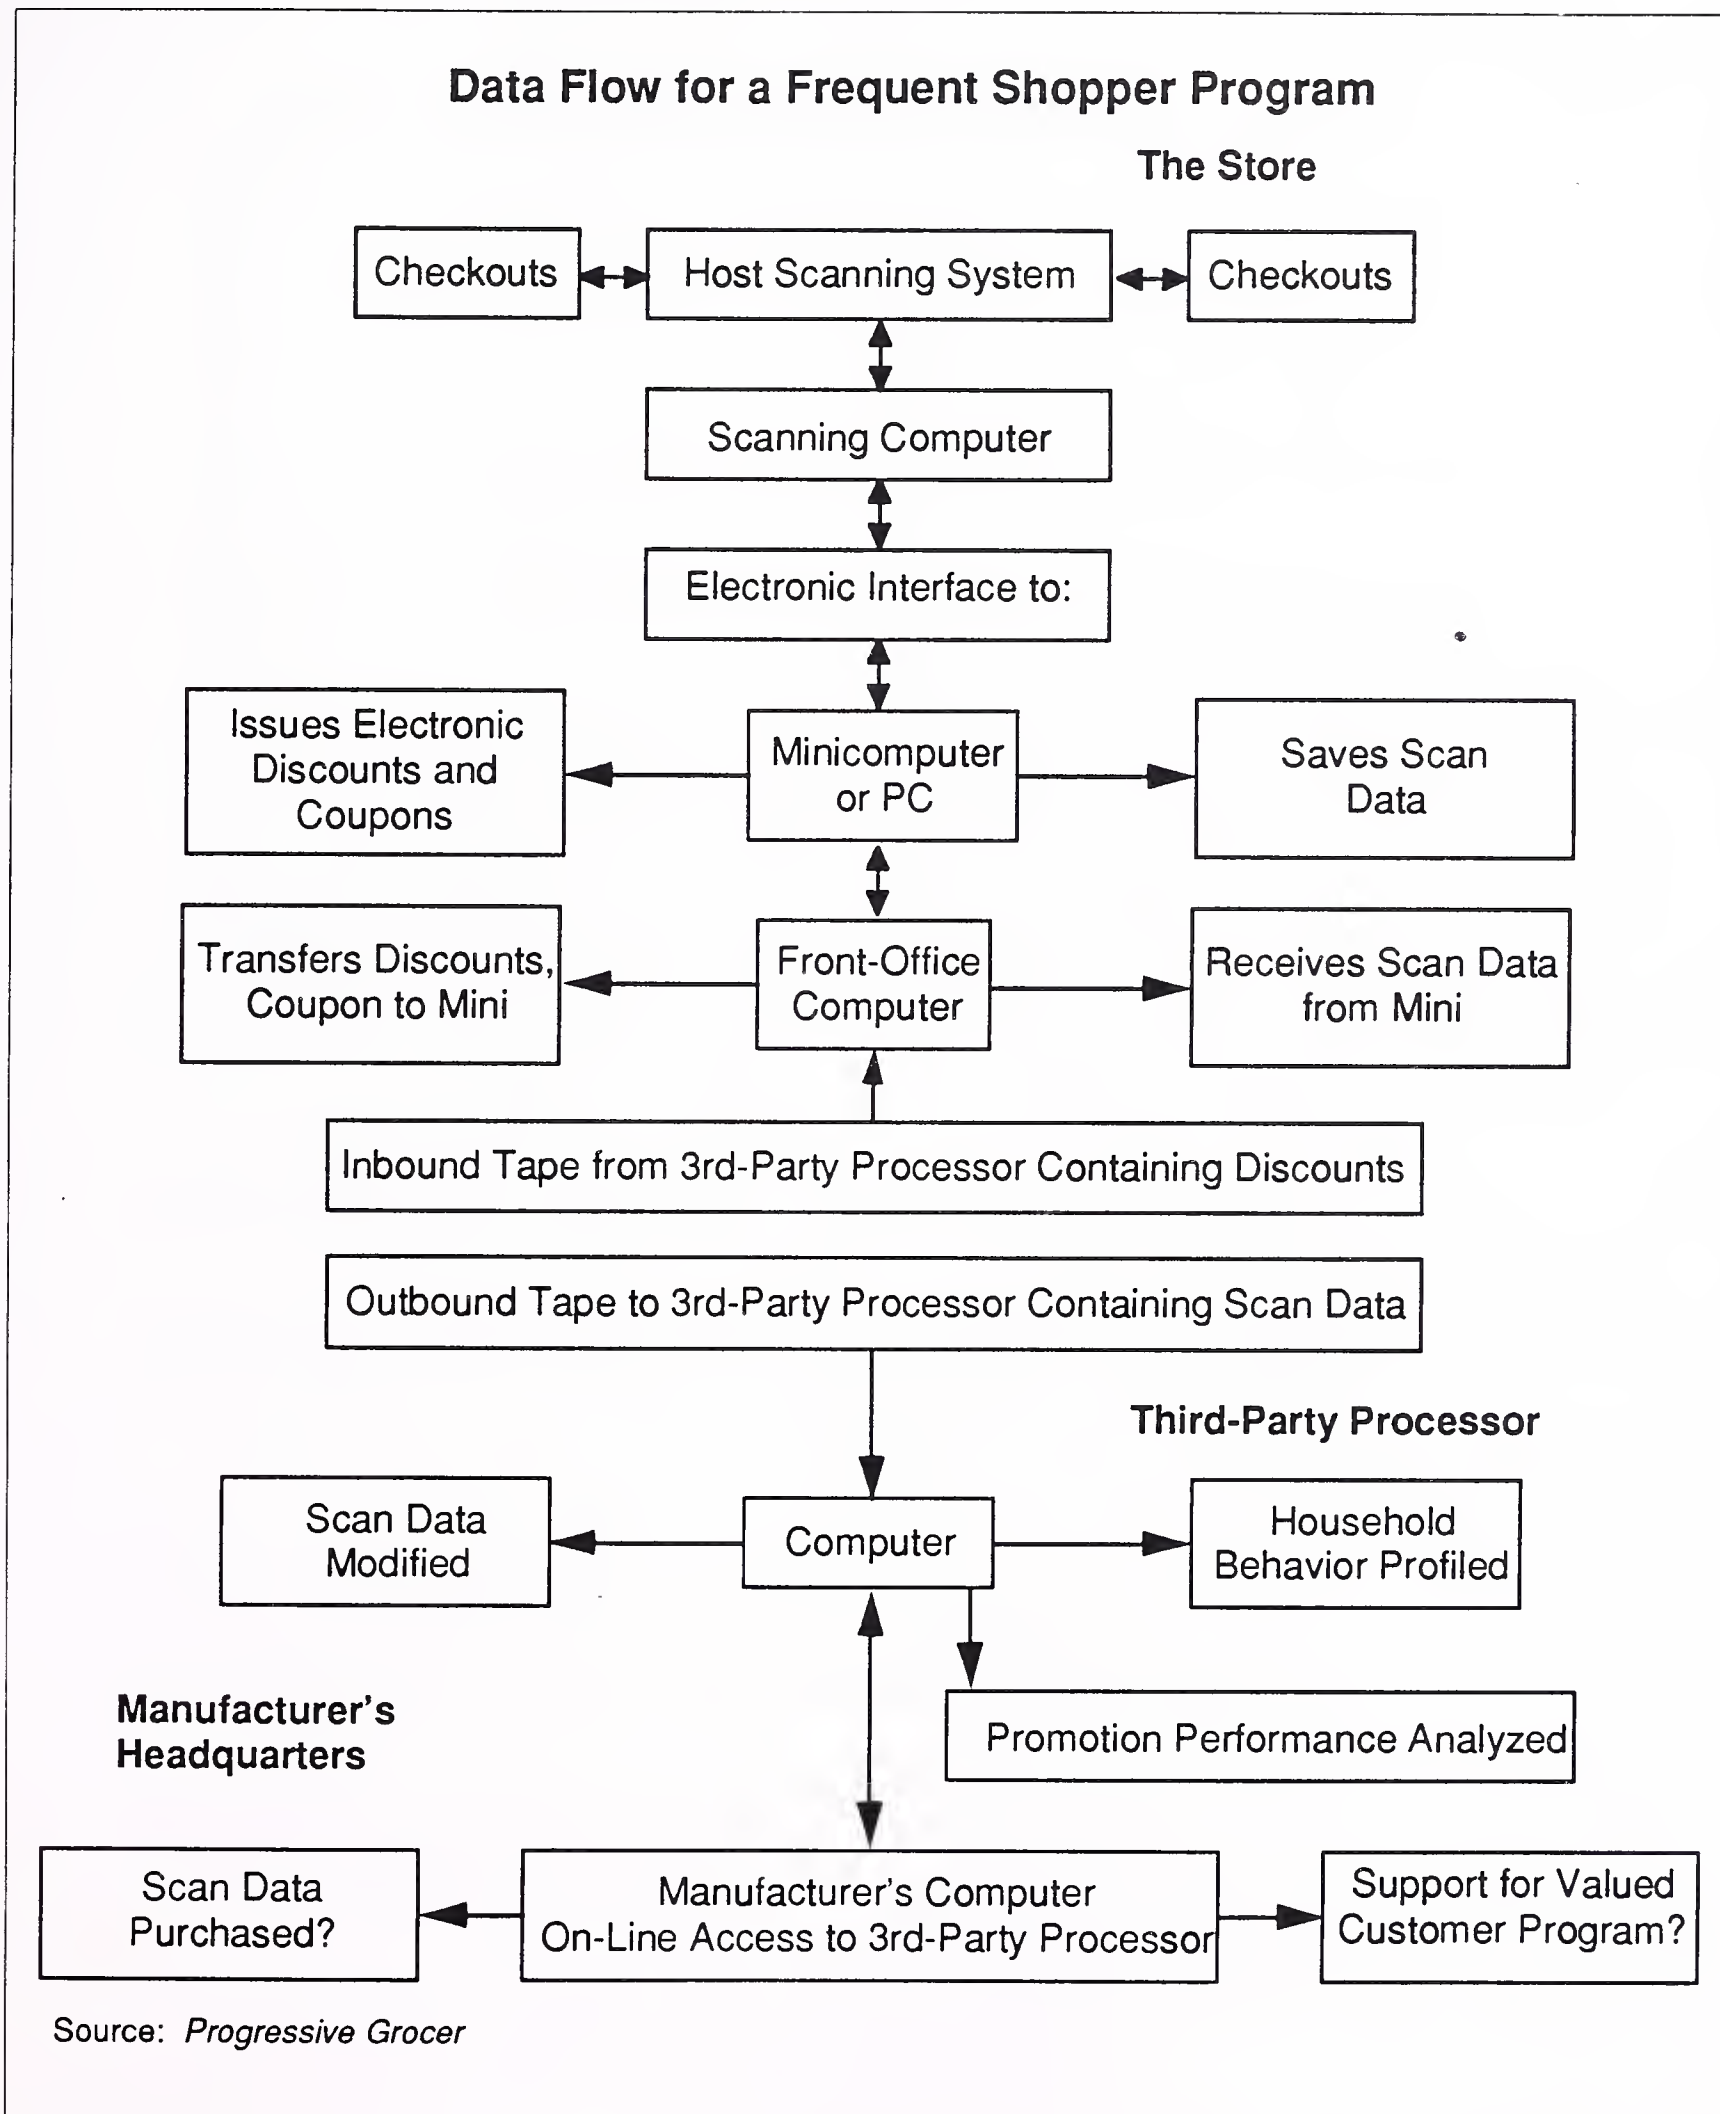 Data Flow for a Frequent Shopper Program
The Store
Checkouts
Host Scanning System
Checkouts
Scanning Computer
Electronic Interface to:
Issues Electronic
Discounts and
Coupons
Minicomputer
or PC
Saves Scan
Data
Transfers Discounts,
Coupon to Mini
Front-Office
Computer
Receives Scan Data
from Mini
Inbound Tape from 3rd-Party Processor Containing Discounts
Outbound Tape to 3rd-Party Processor Containing Scan Data
Third-Party Processor
Scan Data
Modified
Computer
Household
Behavior Profiled
Manufacturer's
Headquarters
Promotion Performance Analyzed
Scan Data
Purchased?
Manufacturer's Computer
On-Line Access to 3rd-Party Processor
Support for Valued
Customer Program?
Source: Progressive Grocer